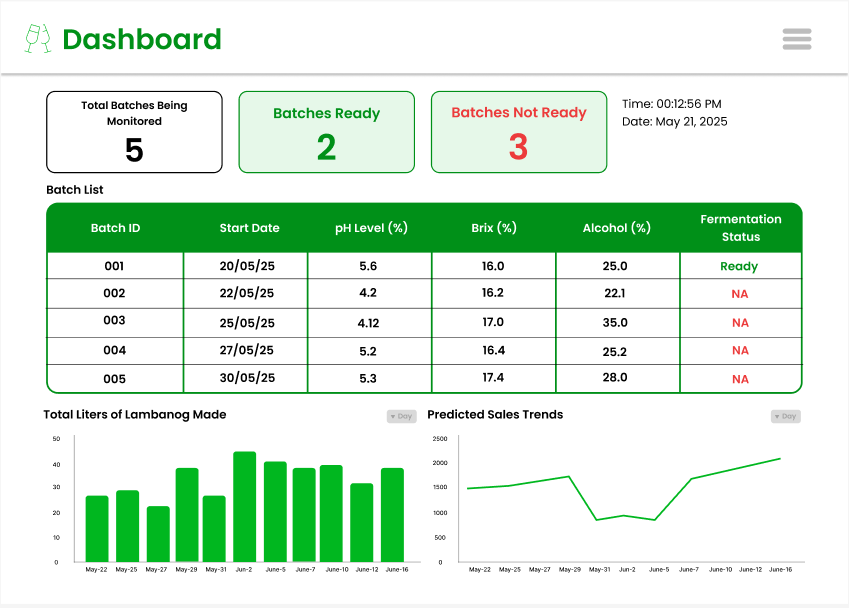 Dashboard
Total Batches Being
Monitored
5
Batches Ready
2
Batches Not Ready
3
Time: 00:12:56 PM
Date: May 21, 2025
Batch List
Batch ID Start Date pH Level (%) Brix (%) Alcohol (%) Fermentation
Status
001 20/05/25 5.6 16.0 25.0 Ready
002 22/05/25 4.2 16.2 22.1 NA
003 25/05/25 4.12 17.0 35.0 NA
004 27/05/25 5.2 16.4 25.2 NA
005 30/05/25 5.3 17.4 28.0 NA
Total Liters of Lambanog Made
Day
50
40
30
20
10
0
May-22 May-25 May-27 May-29 May-31 Jun-2 June-5 June-7 June-10 June-12 June-16
Predicted Sales Trends
Day
2500
2000
1500
1000
500
0
May-22 May-25 May-27 May-29 May-31 Jun-2 June-5 June-7 June-10 June-12 June-16